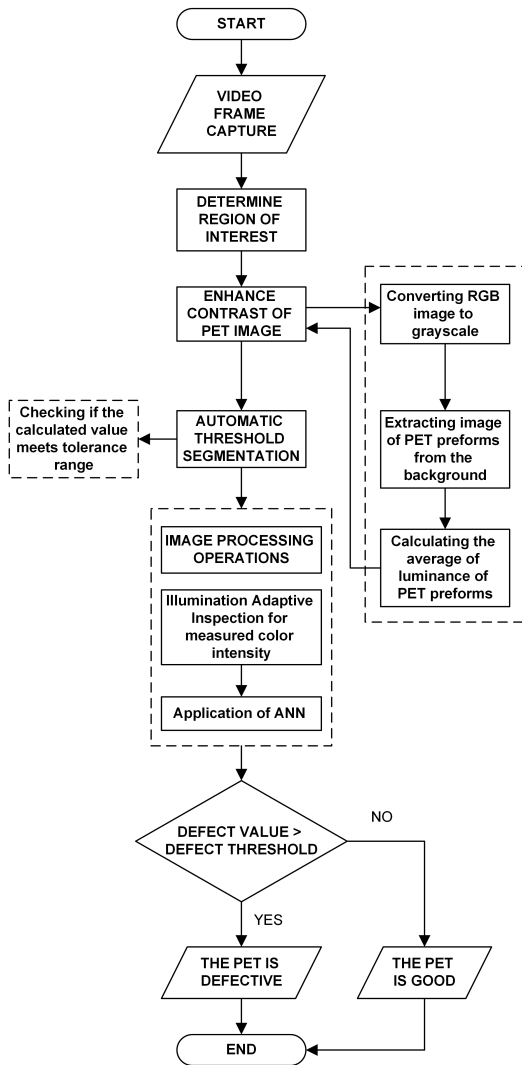 START
VIDEO
FRAME
CAPTURE
DETERMINE
REGION OF
INTEREST
ENHANCE
CONTRAST OF
PET IMAGE
Converting RGB
image to
grayscale
Extracting image
of PET preforms
from the
background
Calculating the
average of
luminance of
PET preforms
AUTOMATIC
THRESHOLD
SEGMENTATION
Checking if the
calculated value
meets tolerance
range
IMAGE PROCESSING
OPERATIONS
Illumination Adaptive
Inspection for
measured color
intensity
Application of ANN
DEFECT VALUE >
DEFECT THRESHOLD
NO
YES
THE PET IS
DEFECTIVE
THE PET
IS GOOD
END